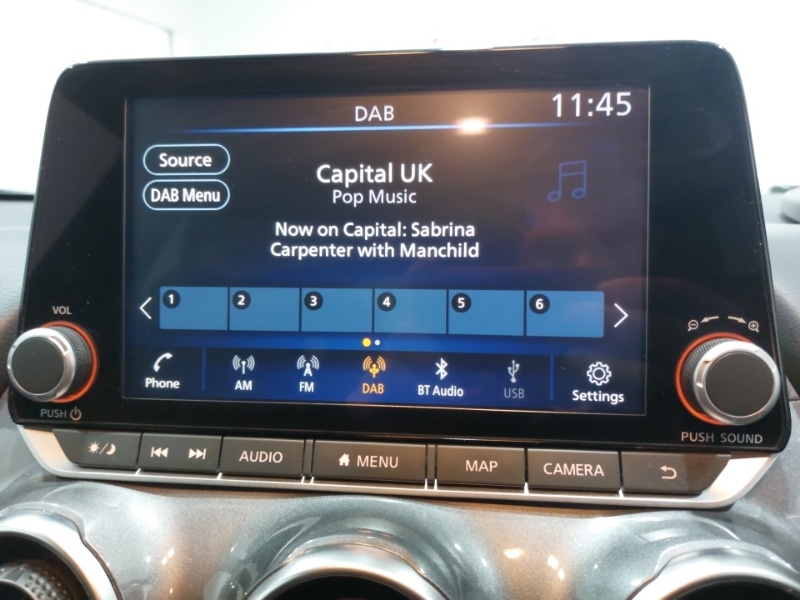 DAB
11:45
Source
DAB Menu
Capital UK
Pop Music
Now on Capital: Sabrina
Carpenter with Manchild
1 2 3 4 5 6
VOL
PUSH
Phone
AM
FM
DAB
BT Audio
USB
Settings
PUSH SOUND
AUDIO
MENU
MAP
CAMERA